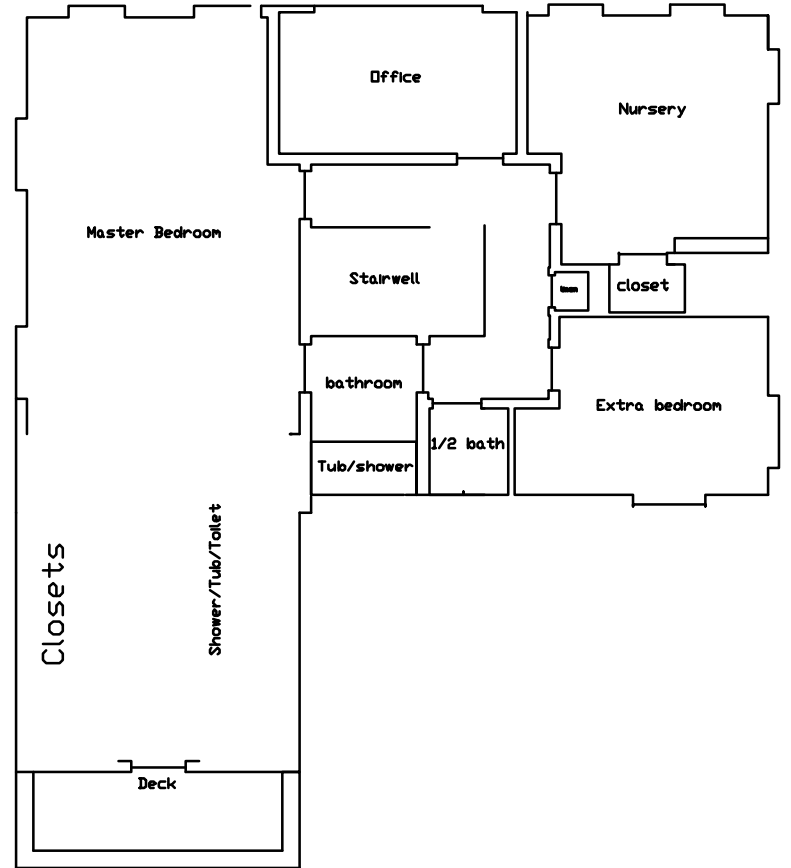 Office
Nursery
Master Bedroom
Stairwell
closet
bathroom
Extra bedroom
1/2 bath
Tub/shower
Shower/Tub/Toilet
Closets
Deck